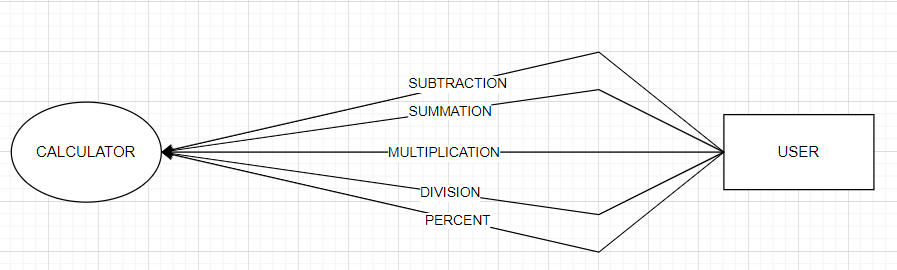 SUBTRACTION
SUMMATION
CALCULATOR
MULTIPLICATION
USER
DIVISION
PERCENT